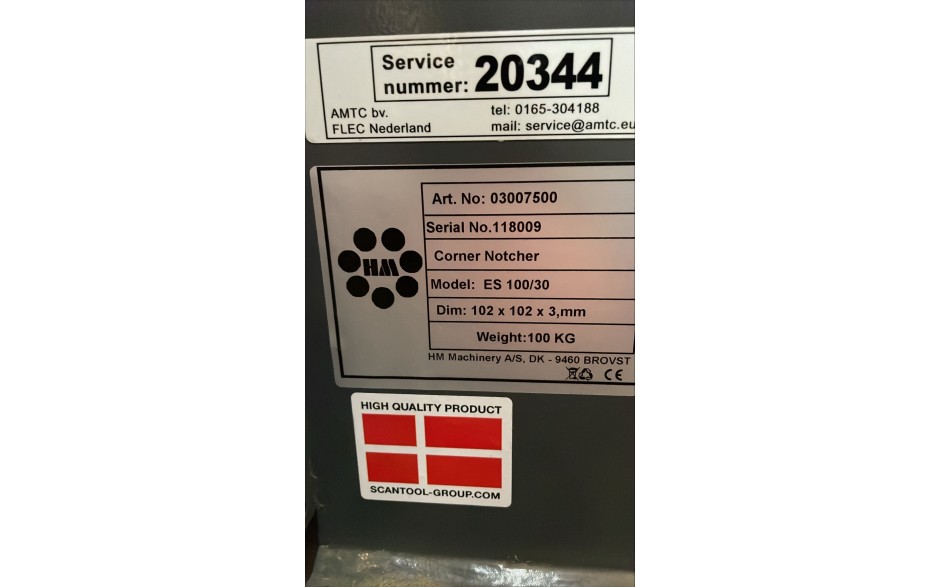 Service
nummer: 20344
AMTC bv.
FLEC Nederland
tel: 0165-304188
mail: service@amtc.eu
HM
Art. No: 03007500
Serial No.118009
Corner Notcher
Model: ES 100/30
Dim: 102 x 102 x 3,mm
Weight:100 KG
HM Machinery A/S, DK - 9460 BROVST
CE
HIGH QUALITY PRODUCT
SCANTOOL-GROUP.COM